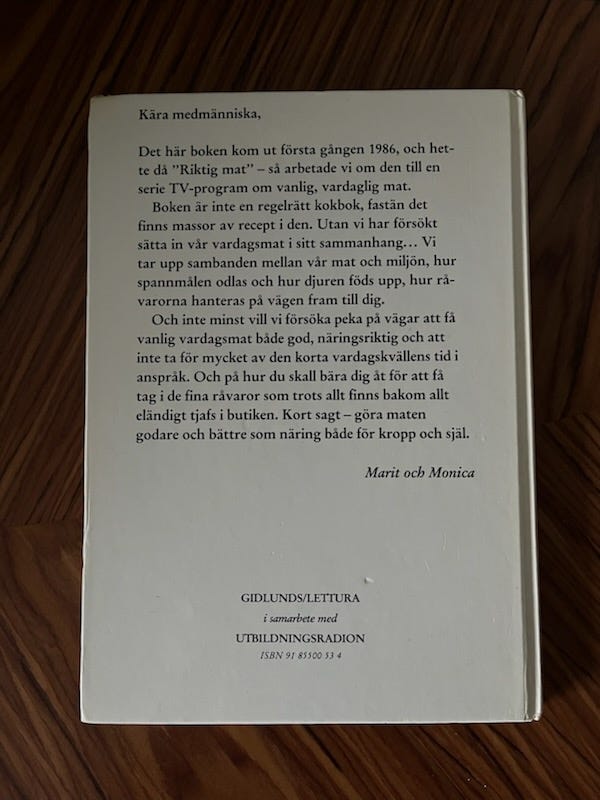 Kära medmänniska,
Det här boken kom ut första gången 1986, och het-
te då ”Riktig mat” – så arbetade vi om den till en
serie TV-program om vanlig, vardaglig mat.
Boken är inte en regelrätt kokbok, fastän det
finns massor av recept i den. Utan vi har försökt
sätta in vår vardagsmat i sitt sammanhang... Vi
tar upp sambanden mellan vår mat och miljön, hur
spannmålen odlas och hur djuren föds upp, hur rå-
varorna hanteras på vägen fram till dig.
Och inte minst vill vi försöka peka på vägar att få
vanlig vardagsmat både god, näringsriktig och att
inte ta för mycket av den korta vardagskvällens tid i
anspråk. Och på hur du skall bära dig åt för att få
tag i de fina råvaror som trots allt finns bakom allt
eländigt tjafs i butiken. Kort sagt – göra maten
godare och bättre som näring både för kropp och själ.
Marit och Monica
GIDLUNDS/LETTURA
i samarbete med
UTBILDNINGSRADION
ISBN 91 85500 53 4